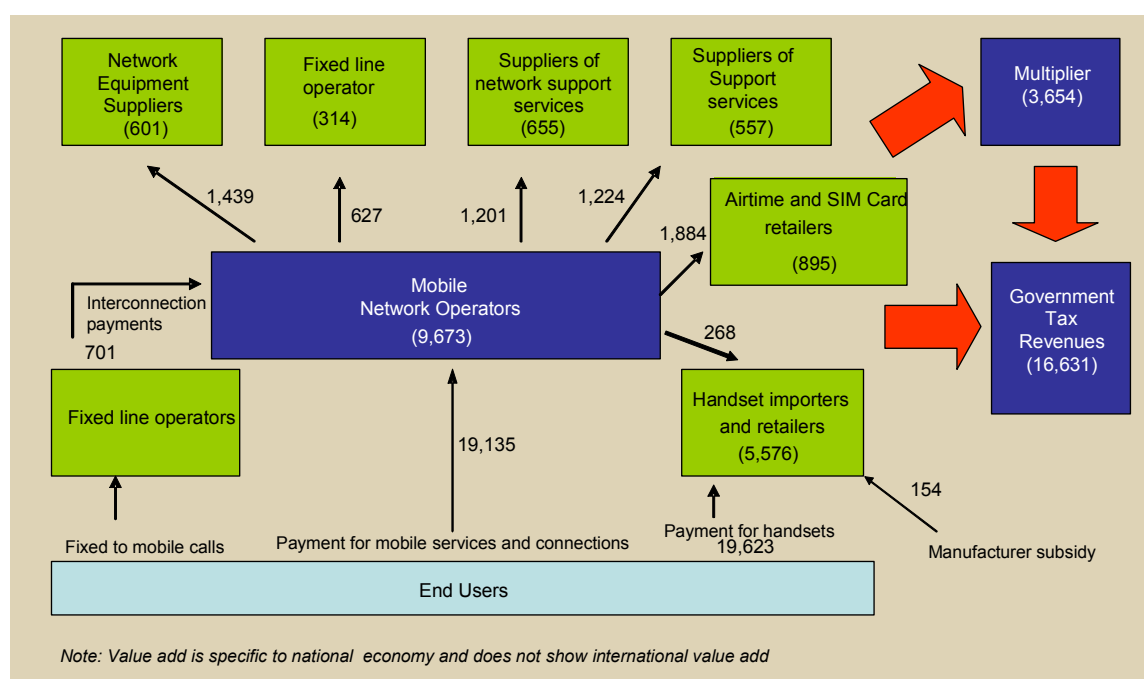 Network
Equipment
Suppliers
(601)
Fixed line
operator
(314)
Suppliers of
network support
services
(655)
Suppliers of
Support
services
(557)
Multiplier
(3,654)
1,439
627
1,201
1,224
1,884
Airtime and SIM Card
retailers
(895)
Mobile
Network Operators
(9,673)
Interconnection
payments
701
268
Government
Tax
Revenues
(16,631)
Fixed line operators
19,135
Handset importers
and retailers
(5,576)
154
Fixed to mobile calls
Payment for mobile services and connections
Payment for handsets
19,623
Manufacturer subsidy
End Users
Note: Value add is specific to national economy and does not show international value add